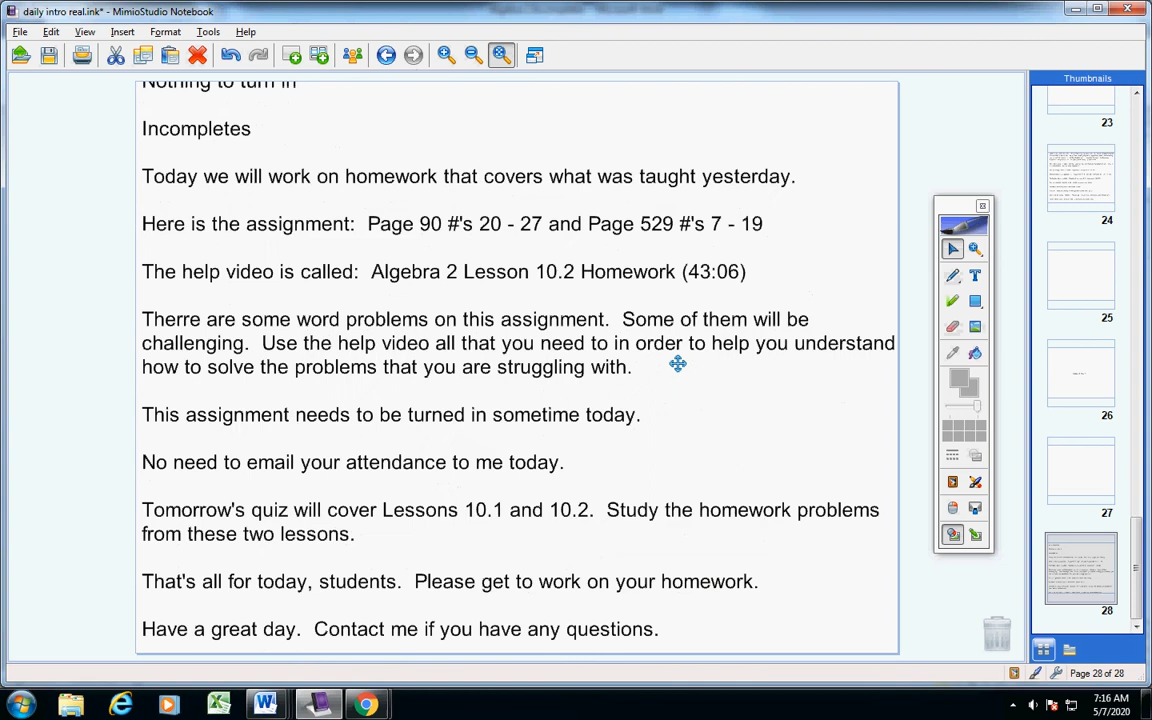 daily intro real.ink* - MimioStudio Notebook
File Edit View Insert Format Tools Help
Nothing to turn in
Incompletes
Today we will work on homework that covers what was taught yesterday.
Here is the assignment: Page 90 #'s 20 - 27 and Page 529 #'s 7 - 19
The help video is called: Algebra 2 Lesson 10.2 Homework (43:06)
Therre are some word problems on this assignment. Some of them will be
challenging. Use the help video all that you need to in order to help you understand
how to solve the problems that you are struggling with.
This assignment needs to be turned in sometime today.
No need to email your attendance to me today.
Tomorrow's quiz will cover Lessons 10.1 and 10.2. Study the homework problems
from these two lessons.
That's all for today, students. Please get to work on your homework.
Have a great day. Contact me if you have any questions.
Thumbnails
23
24
25
26
27
28
Page 28 of 28
7:16 AM
5/7/2020